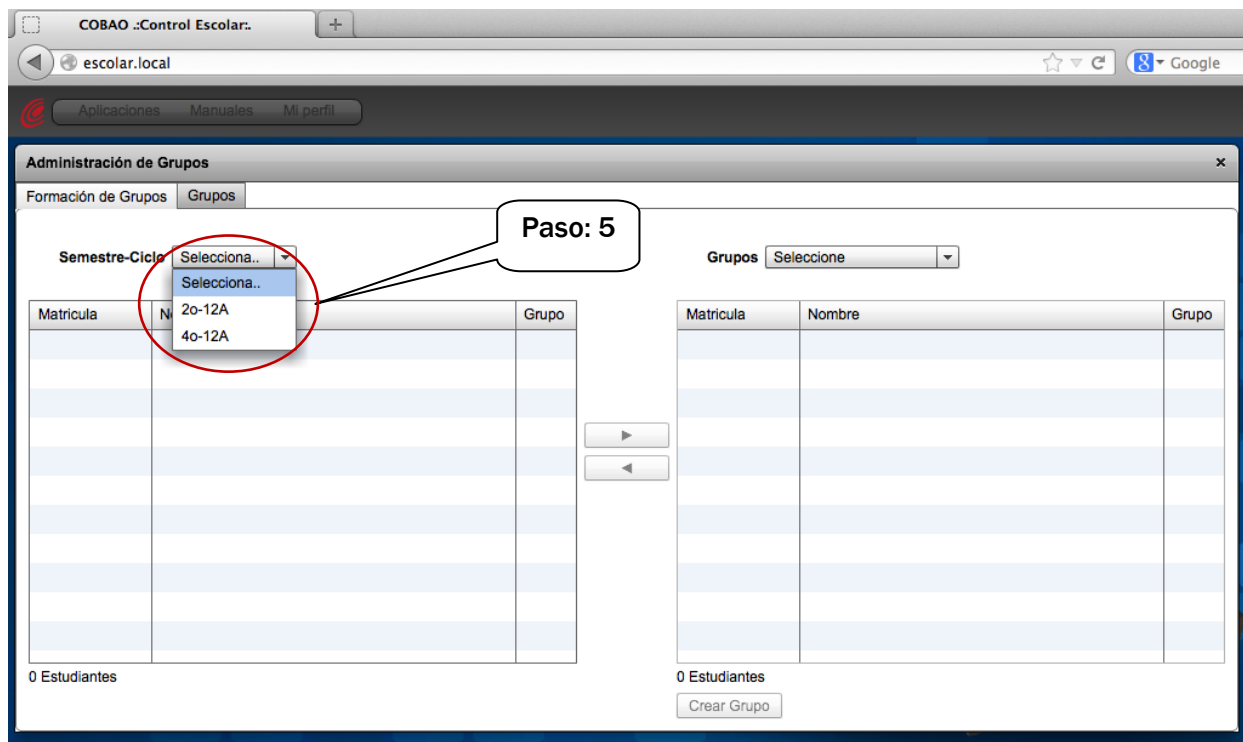 COBAO .:Control Escolar:. +
escolar.local
8 Google
Aplicaciones Manuales Mi perfil
Administración de Grupos ×
Formación de Grupos Grupos
Paso: 5
Semestre-Ciclo Selecciona..
Grupos Seleccione
Selecciona..
2o-12A
4o-12A
Matricula Grupo
Matricula Nombre Grupo
0 Estudiantes
0 Estudiantes
Crear Grupo